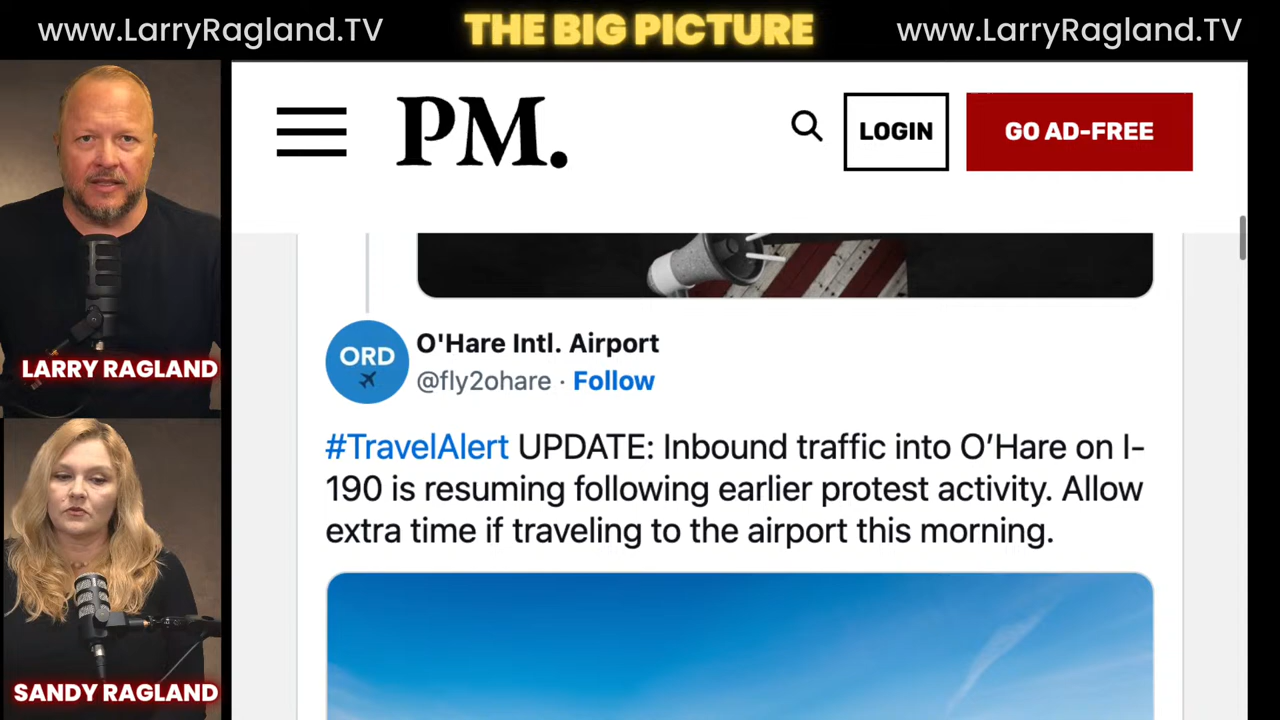 www.LarryRagland.TV
THE BIG PICTURE
www.LarryRagland.TV
PM.
LOGIN
GO AD-FREE
LARRY RAGLAND
SANDY RAGLAND
ORD
O'Hare Intl. Airport
@fly2ohare · Follow
#TravelAlert UPDATE: Inbound traffic into O’Hare on I-
190 is resuming following earlier protest activity. Allow
extra time if traveling to the airport this morning.